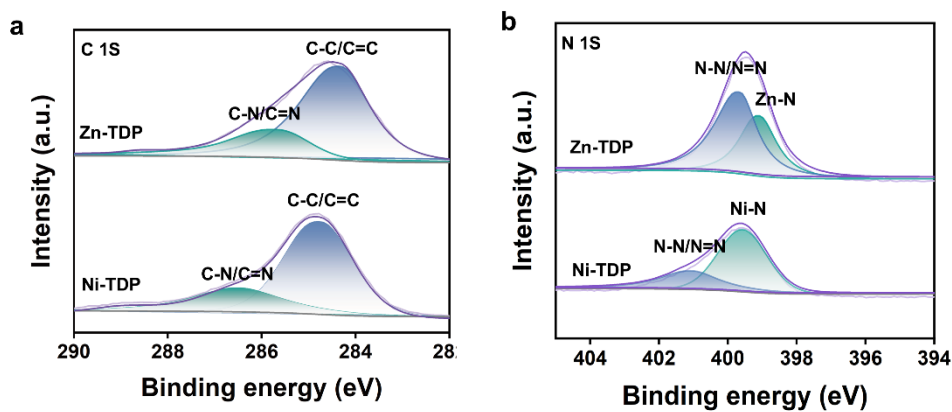 a
C 1S
C-C/C=C
C-N/C=N
Zn-TDP
C-C/C=C
C-N/C=N
Ni-TDP
Intensity (a.u.)
290 288 286 284 282
Binding energy (eV)
b
N 1S
N-N/N=N
Zn-N
Zn-TDP
Ni-N
N-N/N=N
Ni-TDP
Intensity (a.u.)
404 402 400 398 396 394
Binding energy (eV)